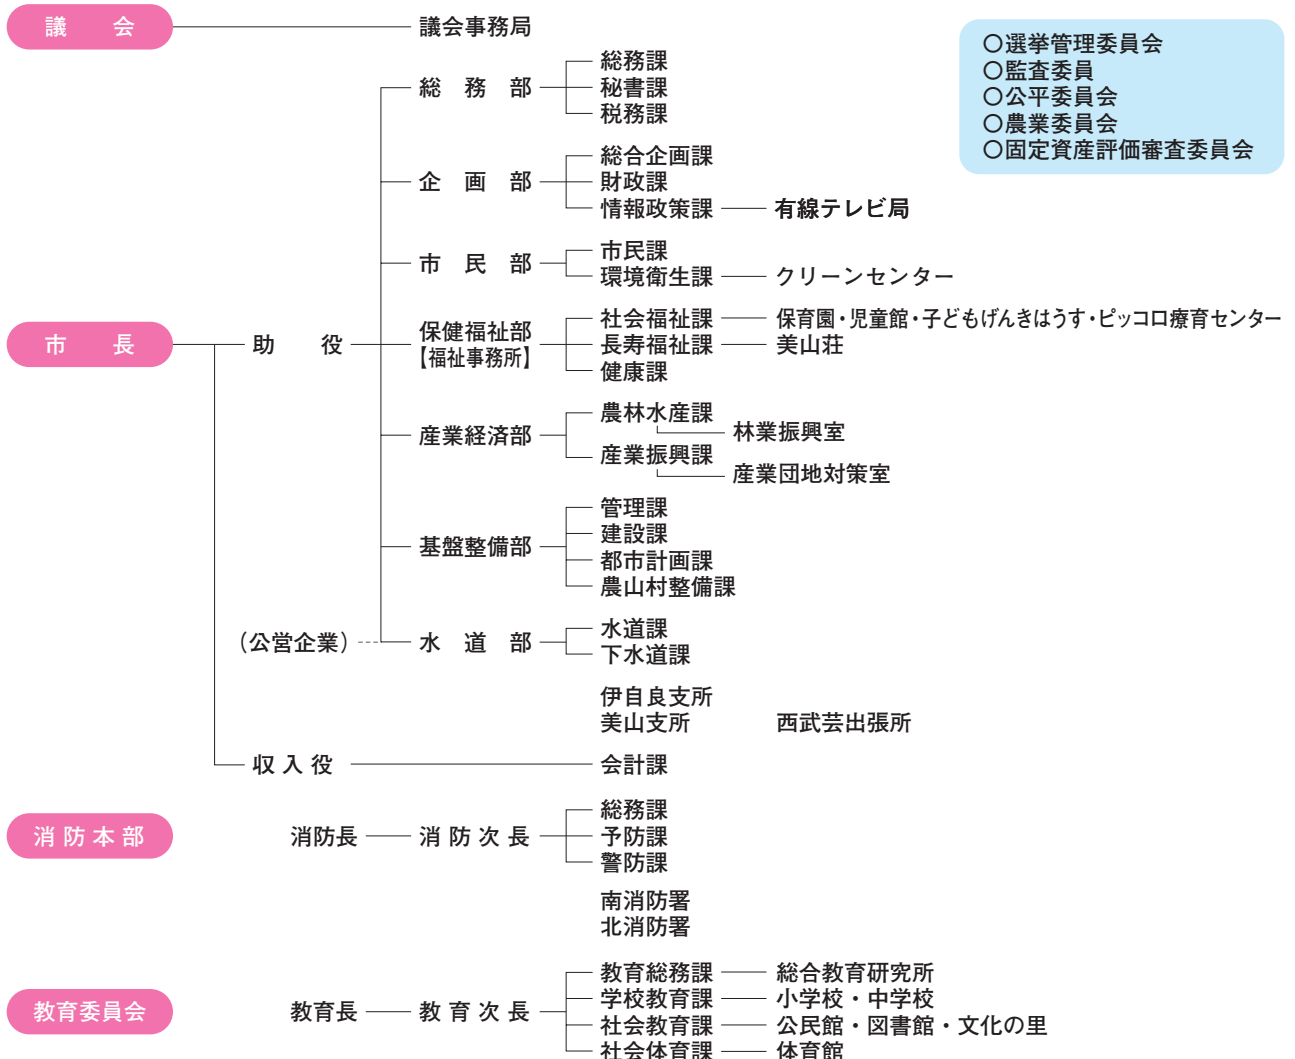 議会 議会事務局
○選挙管理委員会
○監査委員
○公平委員会
○農業委員会
○固定資産評価審査委員会
総務部
総務課
秘書課
税務課
企画部
総合企画課
財政課
情報政策課 有線テレビ局
市民部
市民課
環境衛生課 クリーンセンター
市長
助役
保健福祉部
【福祉事務所】
社会福祉課 保育園・児童館・子どもげんきはうす・ピッコロ療育センター
長寿福祉課 美山荘
健康課
産業経済部
農林水産課
林業振興室
産業振興課
産業団地対策室
基盤整備部
管理課
建設課
都市計画課
農山村整備課
(公営企業) 水道部
水道課
下水道課
伊自良支所
美山支所 西武芸出張所
収入役 会計課
消防本部 消防長 消防次長
総務課
予防課
警防課
南消防署
北消防署
教育委員会 教育長 教育次長
教育総務課 総合教育研究所
学校教育課 小学校・中学校
社会教育課 公民館・図書館・文化の里
社会体育課 体育館